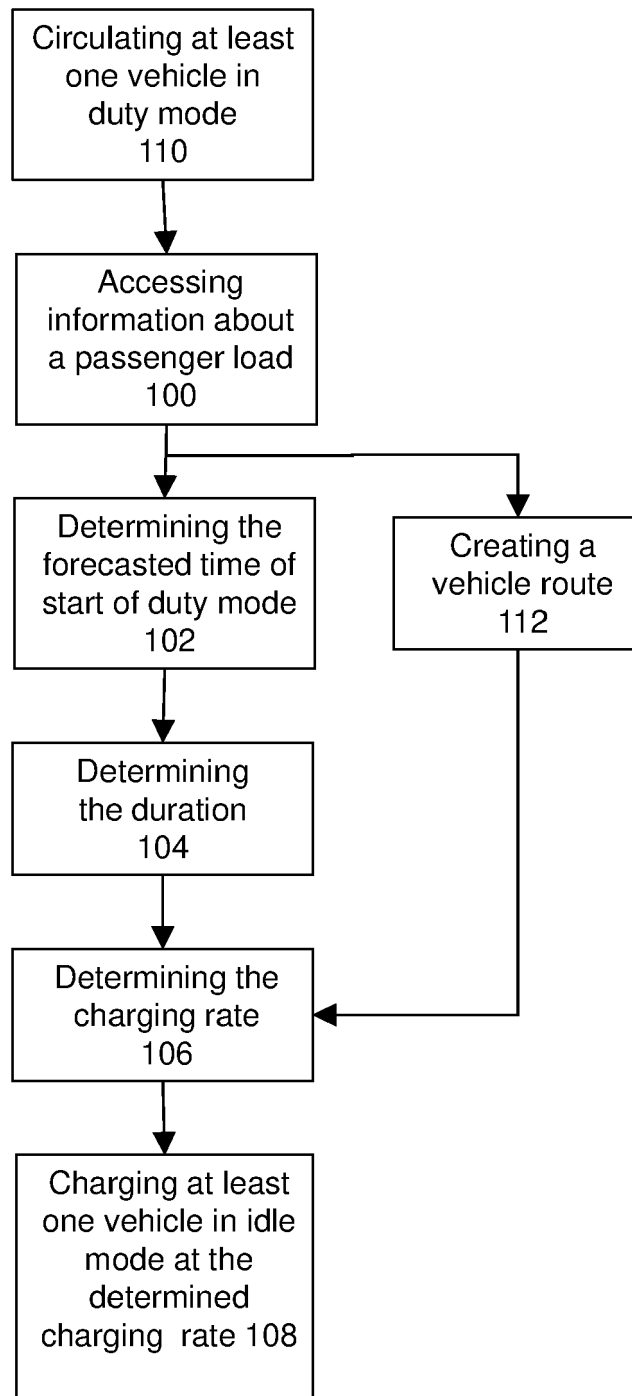 Circulating at least
one vehicle in
duty mode
110
Accessing
information about
a passenger load
100
Determining the
forecasted time of
start of duty mode
102
Creating a
vehicle route
112
Determining
the duration
104
Determining the
charging rate
106
Charging at least
one vehicle in idle
mode at the
determined
charging rate 108